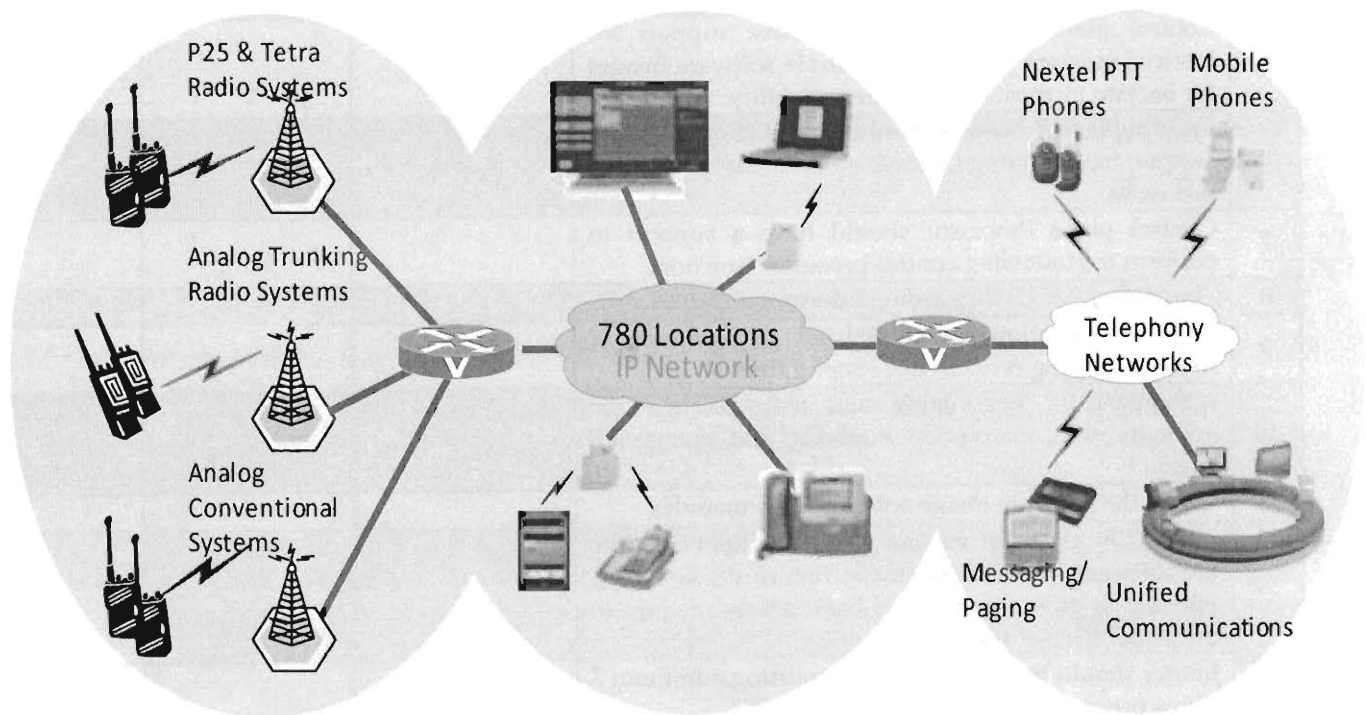 P25 & Tetra
Radio Systems
Analog Trunking
Radio Systems
Analog
Conventional
Systems
V
780 Locations
IP Network
V
Nextel PTT
Phones
Mobile
Phones
Telephony
Networks
Messaging/
Paging
Unified
Communications